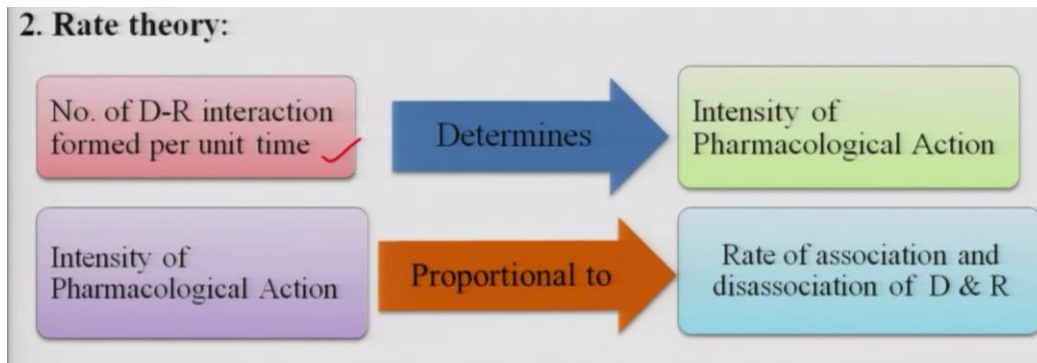 2. Rate theory:
No. of D-R interaction
formed per unit time
Determines
Intensity of
Pharmacological Action
Intensity of
Pharmacological Action
Proportional to
Rate of association and
disassociation of D & R